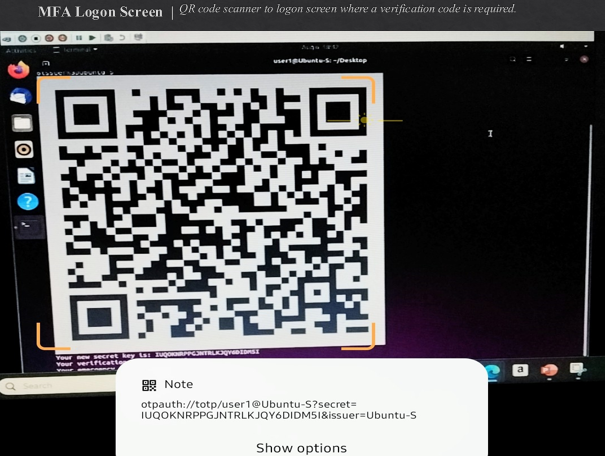 MFA Logon Screen | QR code scanner to logon screen where a verification code is required.
Terminal
user1@Ubuntu-S: ~/Desktop
Your new secret key is: IUQOKNRPPGJNTRLKJQY6DIDM5I
Your verification
Your emergency
Search
a
Note
otpauth://totp/user1@Ubuntu-S?secret=
IUQOKNRPPGJNTRLKJQY6DIDM5I&issuer=Ubuntu-S
Show options